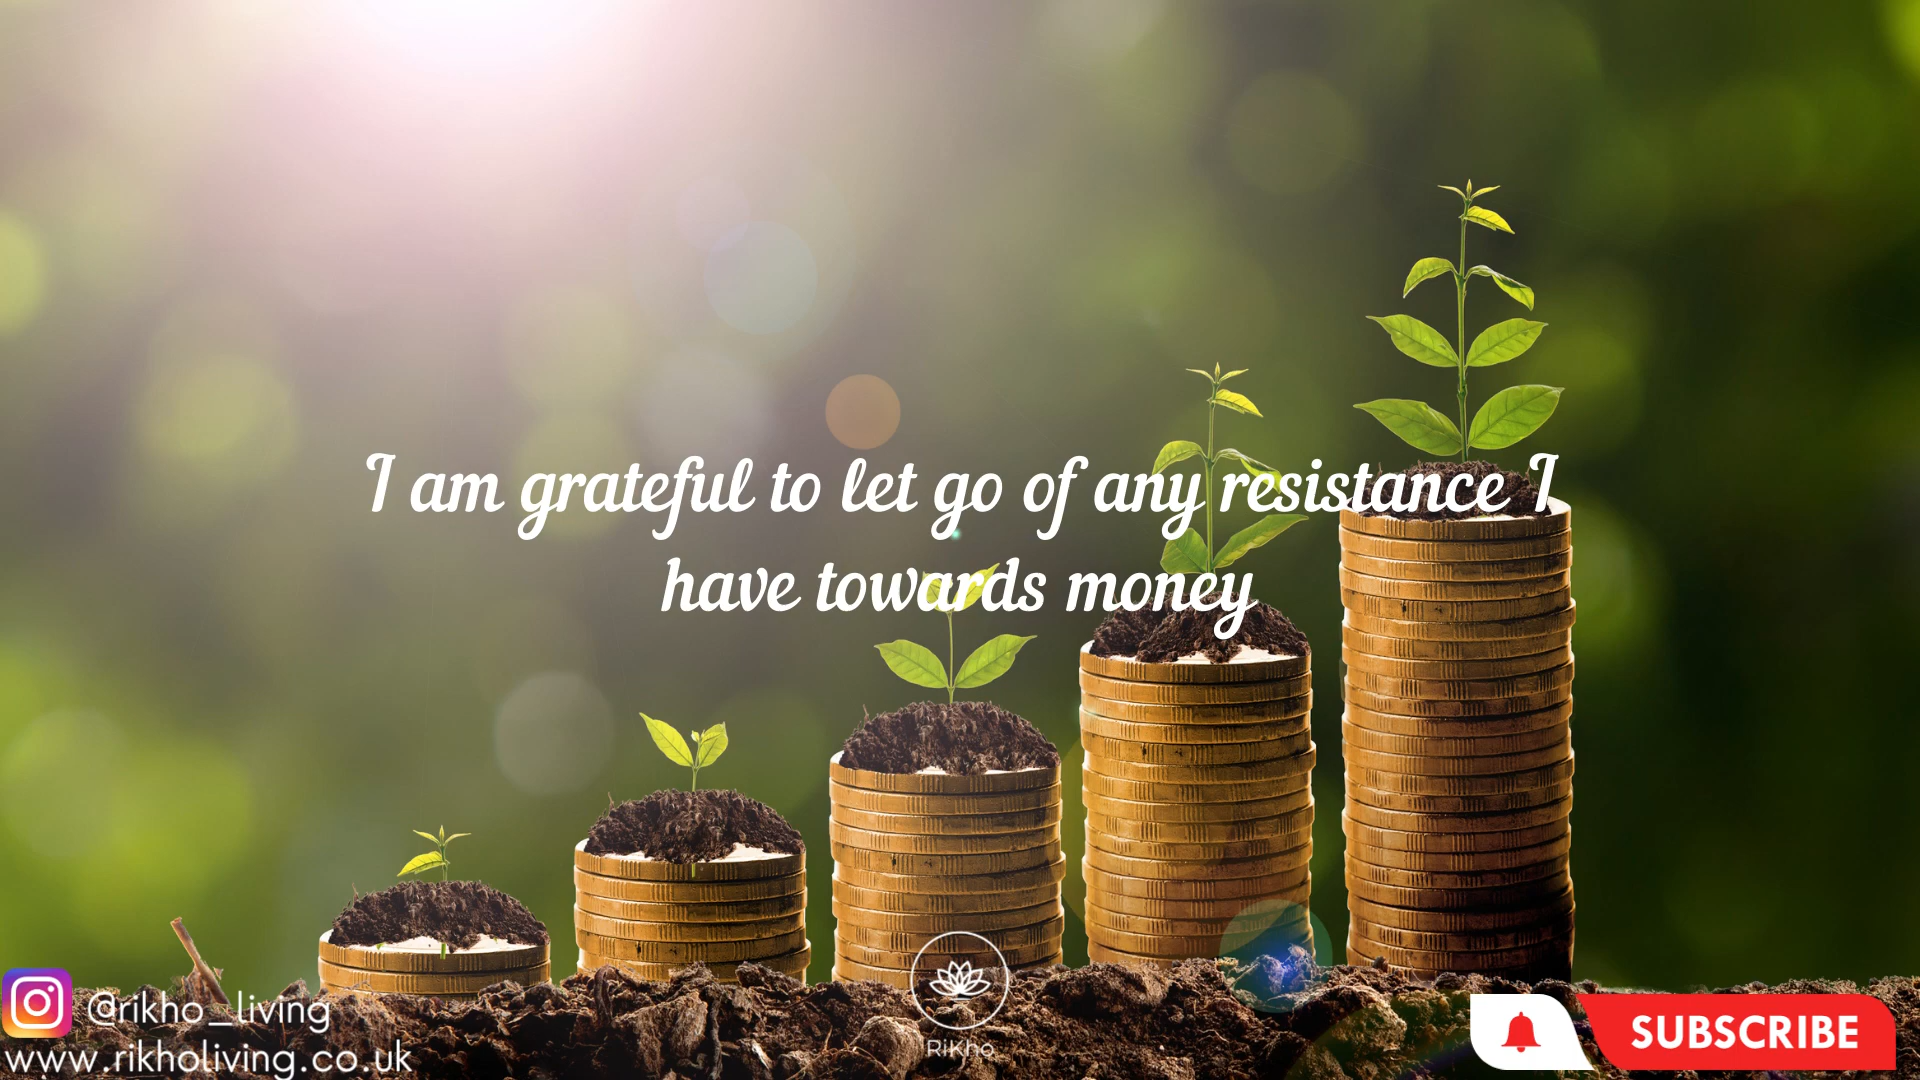 I am grateful to let go of any resistance I
have towards money
@rikho_living
www.rikholiving.co.uk
RiKho
SUBSCRIBE